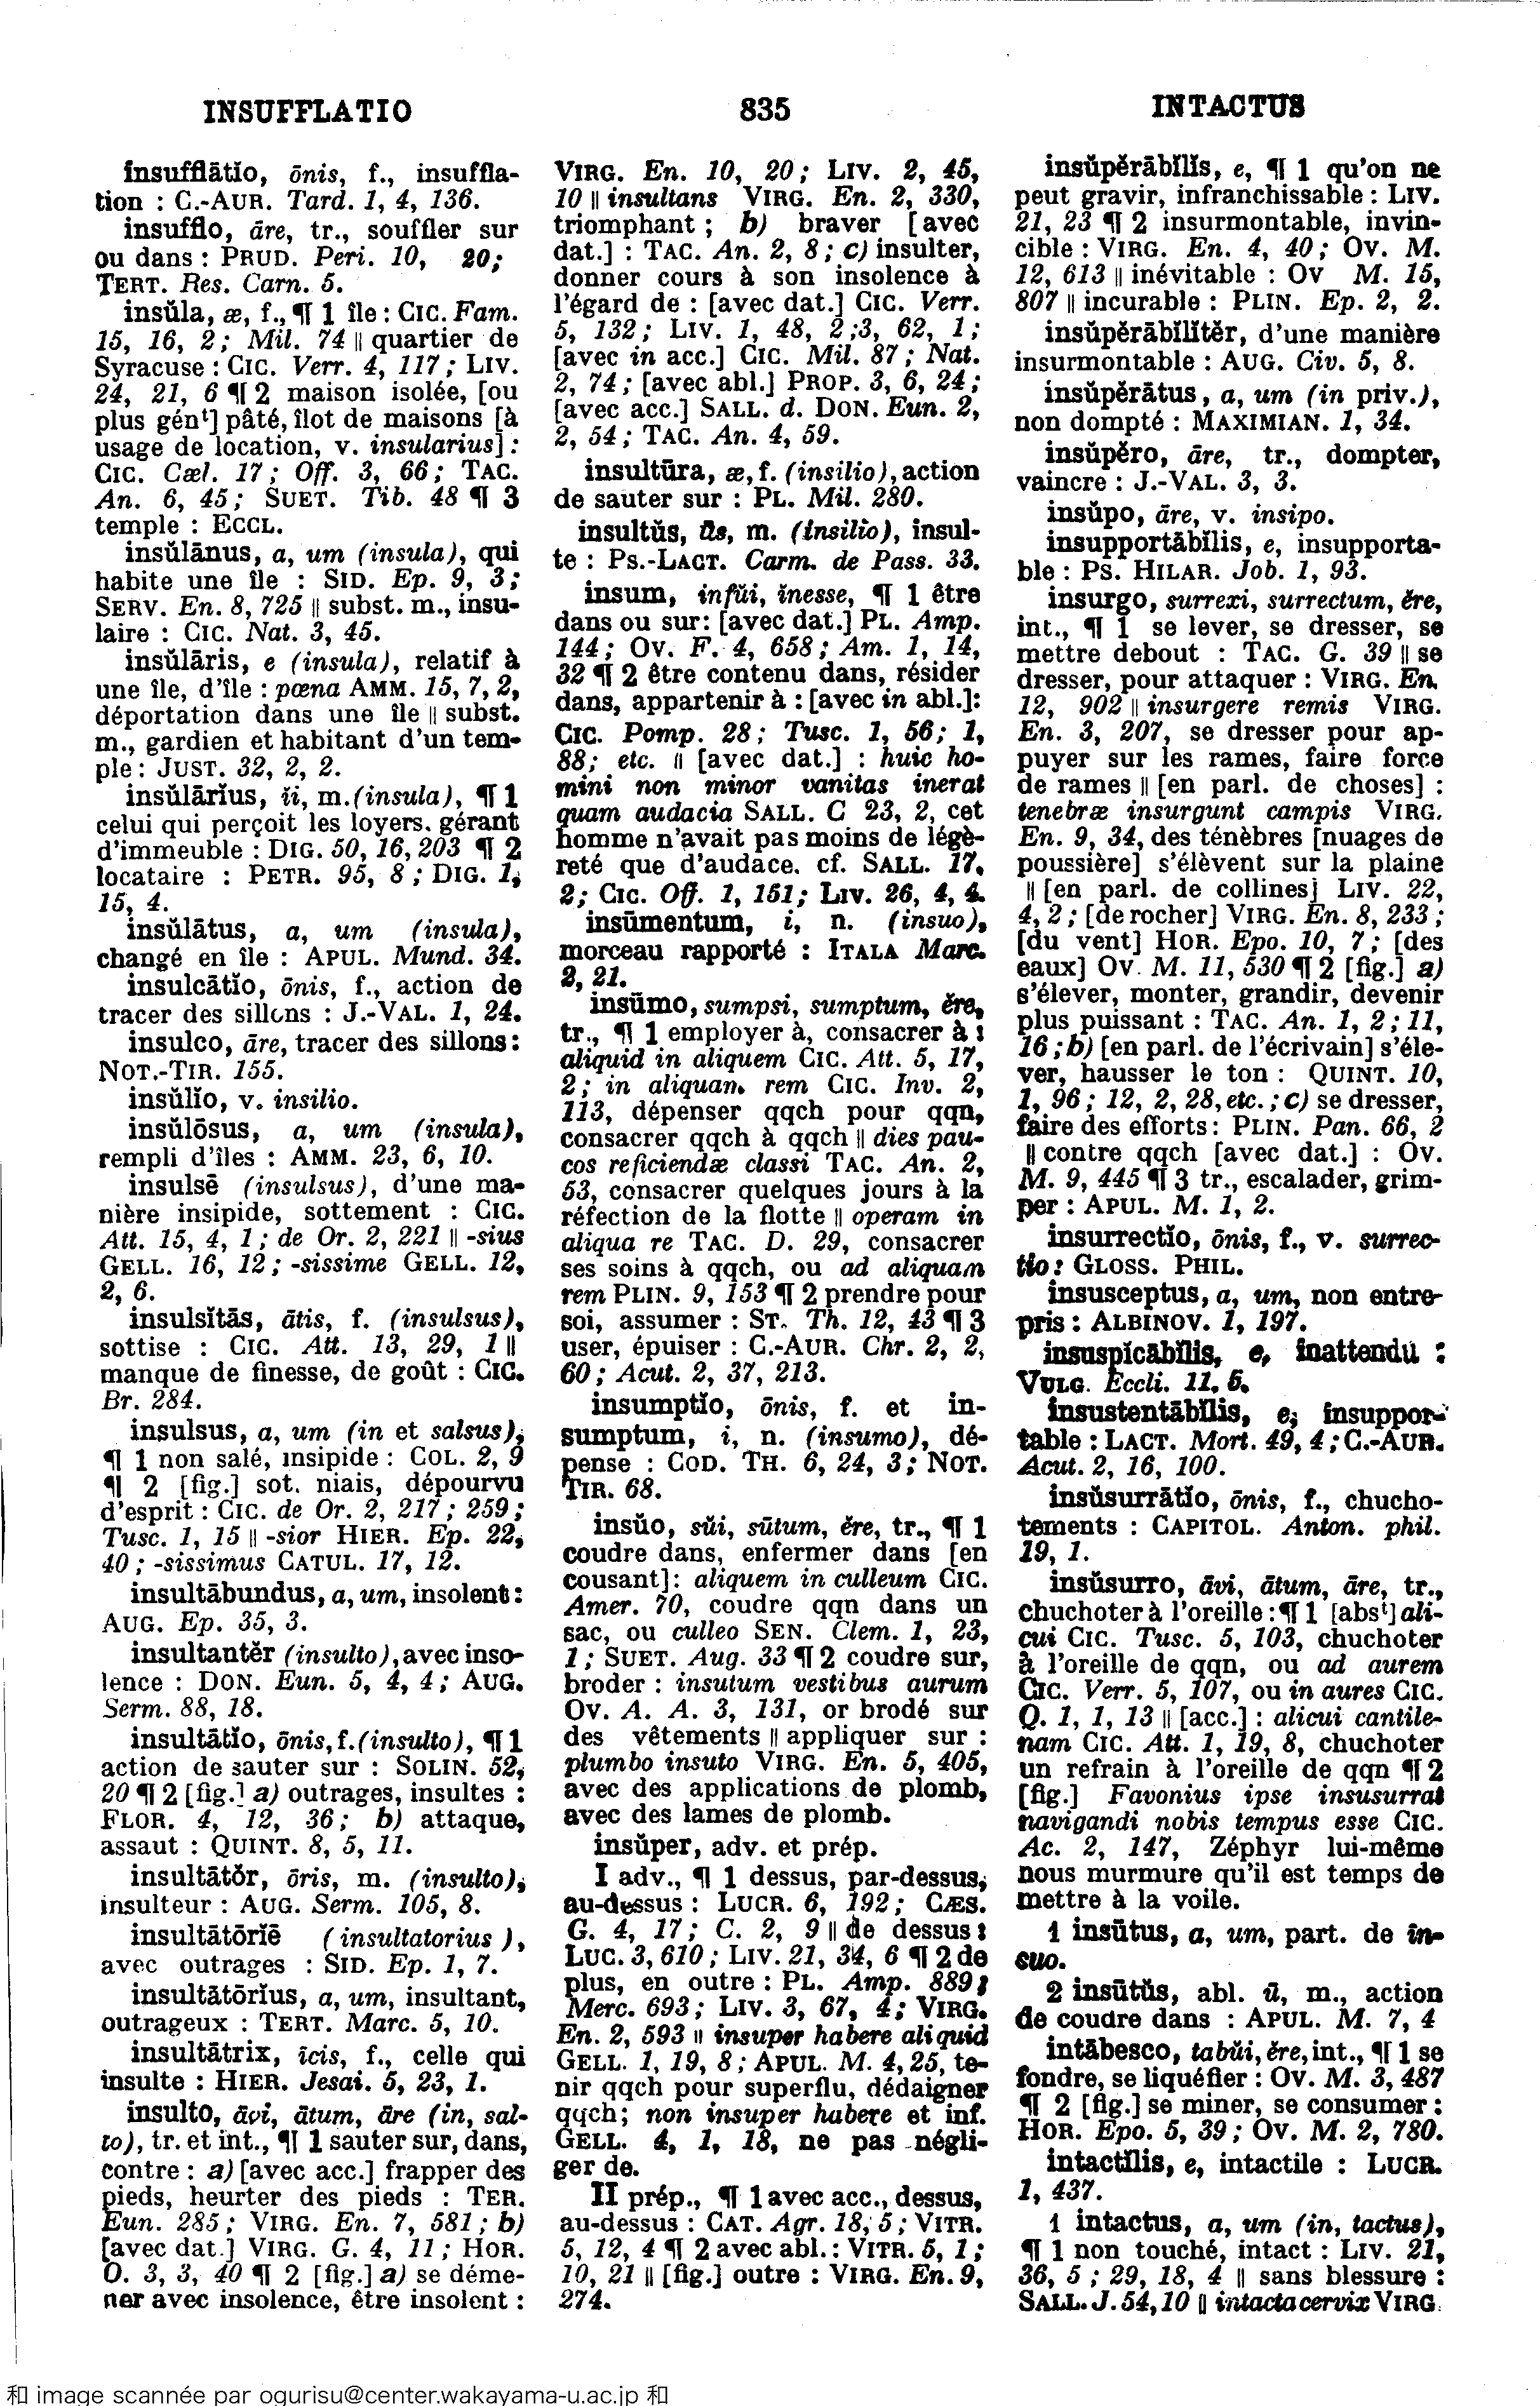 INSUFFLATIO
835
INTACTUS
insufflātĭo, ōnis, f., insuffla-
tion : C.-AUR. Tard. 1, 4, 136.
insufflo, āre, tr., souffler sur
ou dans : PRUD. Peri. 10, 20;
TERT. Res. Carn. 5.
insŭla, æ, f., ¶ 1 île : CIC. Fam.
15, 16, 2; Mil. 74 || quartier de
Syracuse : CIC. Verr. 4, 117; LIV.
24, 21, 6 ¶ 2 maison isolée, [ou
plus génᵗ] pâté, îlot de maisons [à
usage de location, v. insularius] :
CIC. Cæl. 17; Off. 3, 66; TAC.
An. 6, 45; SUET. Tib. 48 ¶ 3
temple : ECCL.
insŭlānus, a, um (insula), qui
habite une île : SID. Ep. 9, 3;
SERV. En. 8, 725 || subst. m., insu-
laire : CIC. Nat. 3, 45.
insŭlāris, e (insula), relatif à
une île, d'île : pœna AMM. 15, 7, 2,
déportation dans une île || subst.
m., gardien et habitant d'un tem-
ple : JUST. 32, 2, 2.
insŭlārĭus, ĭi, m. (insula), ¶ 1
celui qui perçoit les loyers. gérant
d'immeuble : DIG. 50, 16, 203 ¶ 2
locataire : PETR. 95, 8; DIG. 1,
15, 4.
insŭlātus, a, um (insula),
changé en île : APUL. Mund. 34.
insulcātĭo, ōnis, f., action de
tracer des sillons : J.-VAL. 1, 24.
insulco, āre, tracer des sillons :
NOT.-TIR. 155.
insŭlĭo, v. insilio.
insŭlōsus, a, um (insula),
rempli d'îles : AMM. 23, 6, 10.
insulsē (insulsus), d'une ma-
nière insipide, sottement : CIC.
Att. 15, 4, 1; de Or. 2, 221 || -sius
GELL. 16, 12; -sissime GELL. 12,
2, 6.
insulsĭtās, ātis, f. (insulsus),
sottise : CIC. Att. 13, 29, 1 ||
manque de finesse, de goût : CIC.
Br. 284.
insulsus, a, um (in et salsus),
¶ 1 non salé, insipide : COL. 2, 9
¶ 2 [fig.] sot. niais, dépourvu
d'esprit : CIC. de Or. 2, 217; 259;
Tusc. 1, 15 || -sior HIER. Ep. 22,
40; -sissimus CATUL. 17, 12.
insultābundus, a, um, insolent :
AUG. Ep. 35, 3.
insultantĕr (insulto), avec inso-
lence : DON. Eun. 5, 4, 4; AUG.
Serm. 88, 18.
insultātĭo, ōnis, f. (insulto), ¶ 1
action de sauter sur : SOLIN. 52,
20 ¶ 2 [fig.] a) outrages, insultes :
FLOR. 4, 12, 36; b) attaque,
assaut : QUINT. 8, 5, 11.
insultātŏr, ōris, m. (insulto),
insulteur : AUG. Serm. 105, 8.
insultātōrĭē (insultatorius),
avec outrages : SID. Ep. 1, 7.
insultātōrĭus, a, um, insultant,
outrageux : TERT. Marc. 5, 10.
insultātrix, īcis, f., celle qui
insulte : HIER. Jesai. 5, 23, 1.
insulto, āvi, ātum, āre (in, sal-
to), tr. et int., ¶ 1 sauter sur, dans,
contre : a) [avec acc.] frapper des
pieds, heurter des pieds : TER.
Eun. 285; VIRG. En. 7, 581; b)
[avec dat.] VIRG. G. 4, 11; HOR.
O. 3, 3, 40 ¶ 2 [fig.] a) se déme-
ner avec insolence, être insolent :
VIRG. En. 10, 20; LIV. 2, 45,
10 || insultans VIRG. En. 2, 330,
triomphant; b) braver [avec
dat.] : TAC. An. 2, 8; c) insulter,
donner cours à son insolence à
l'égard de : [avec dat.] CIC. Verr.
5, 132; LIV. 1, 48, 2;3, 62, 1;
[avec in acc.] CIC. Mil. 87; Nat.
2, 74; [avec abl.] PROP. 3, 6, 24;
[avec acc.] SALL. d. DON. Eun. 2,
2, 54; TAC. An. 4, 59.
insultūra, æ, f. (insilio), action
de sauter sur : PL. Mil. 280.
insultŭs, ūs, m. (insilio), insul-
te : PS.-LACT. Carm. de Pass. 33.
insum, infŭi, ĭnesse, ¶ 1 être
dans ou sur : [avec dat.] PL. Amp.
144; OV. F. 4, 658; Am. 1, 14,
32 ¶ 2 être contenu dans, résider
dans, appartenir à : [avec in abl.]:
CIC. Pomp. 28; Tusc. 1, 56; 1,
88; etc. || [avec dat.] : huic ho-
mini non minor vanitas inerat
quam audacia SALL. C 23, 2, cet
homme n'avait pas moins de légè-
reté que d'audace. cf. SALL. 17,
2; CIC. Off. 1, 151; LIV. 26, 4, 4.
insūmentum, i, n. (insuo),
morceau rapporté : ITALA Marc.
2, 21.
insūmo, sumpsi, sumptum, ĕre,
tr., ¶ 1 employer à, consacrer à :
aliquid in aliquem CIC. Att. 5, 17,
2; in aliquam rem CIC. Inv. 2,
113, dépenser qqch pour qqn,
consacrer qqch à qqch || dies pau-
cos reficiendæ classi TAC. An. 2,
53, consacrer quelques jours à la
réfection de la flotte || operam in
aliqua re TAC. D. 29, consacrer
ses soins à qqch, ou ad aliquam
rem PLIN. 9, 153 ¶ 2 prendre pour
soi, assumer : ST. Th. 12, 43 ¶ 3
user, épuiser : C.-AUR. Chr. 2, 2,
60; Acut. 2, 37, 213.
insumptĭo, ōnis, f. et in-
sumptum, i, n. (insumo), dé-
pense : COD. TH. 6, 24, 3; NOT.
TIR. 68.
insŭo, sŭi, sūtum, ĕre, tr., ¶ 1
coudre dans, enfermer dans [en
cousant]: aliquem in culleum CIC.
Amer. 70, coudre qqn dans un
sac, ou culleo SEN. Clem. 1, 23,
1; SUET. Aug. 33 ¶ 2 coudre sur,
broder : insutum vestibus aurum
OV. A. A. 3, 131, or brodé sur
des vêtements || appliquer sur :
plumbo insuto VIRG. En. 5, 405,
avec des applications de plomb,
avec des lames de plomb.
insŭper, adv. et prép.
I adv., ¶ 1 dessus, par-dessus,
au-dessus : LUCR. 6, 192; CÆS.
G. 4, 17; C. 2, 9 || de dessus :
LUC. 3, 610; LIV. 21, 34, 6 ¶ 2 de
plus, en outre : PL. Amp. 889;
Merc. 693; LIV. 3, 67, 4; VIRG.
En. 2, 593 || insuper habere aliquid
GELL. 1, 19, 8; APUL. M. 4, 25, te-
nir qqch pour superflu, dédaigner
qqch; non insuper habere et inf.
GELL. 4, 1, 18, ne pas négli-
ger de.
II prép., ¶ 1 avec acc., dessus,
au-dessus : CAT. Agr. 18, 5; VITR.
5, 12, 4 ¶ 2 avec abl. : VITR. 5, 1;
10, 21 || [fig.] outre : VIRG. En. 9,
274.
insŭpĕrābĭlĭs, e, ¶ 1 qu'on ne
peut gravir, infranchissable : LIV.
21, 23 ¶ 2 insurmontable, invin-
cible : VIRG. En. 4, 40; OV. M.
12, 613 || inévitable : OV M. 15,
807 || incurable : PLIN. Ep. 2, 2.
insŭpĕrābĭlĭtĕr, d'une manière
insurmontable : AUG. Civ. 5, 8.
insŭpĕrātus, a, um (in priv.),
non dompté : MAXIMIAN. 1, 34.
insŭpĕro, āre, tr., dompter,
vaincre : J.-VAL. 3, 3.
insŭpo, āre, v. insipo.
insupportābĭlis, e, insupporta-
ble : PS. HILAR. Job. 1, 93.
insurgo, surrexi, surrectum, ĕre,
int., ¶ 1 se lever, se dresser, se
mettre debout : TAC. G. 39 || se
dresser, pour attaquer : VIRG. En.
12, 902 || insurgere remis VIRG.
En. 3, 207, se dresser pour ap-
puyer sur les rames, faire force
de rames || [en parl. de choses] :
tenebræ insurgunt campis VIRG.
En. 9, 34, des ténèbres [nuages de
poussière] s'élèvent sur la plaine
|| [en parl. de collines] LIV. 22,
4, 2; [de rocher] VIRG. En. 8, 233;
[du vent] HOR. Epo. 10, 7; [des
eaux] OV. M. 11, 530 ¶ 2 [fig.] a)
s'élever, monter, grandir, devenir
plus puissant : TAC. An. 1, 2; 11,
16; b) [en parl. de l'écrivain] s'éle-
ver, hausser le ton : QUINT. 10,
1, 96; 12, 2, 28, etc.; c) se dresser,
faire des efforts : PLIN. Pan. 66, 2
|| contre qqch [avec dat.] : OV.
M. 9, 445 ¶ 3 tr., escalader, grim-
per : APUL. M. 1, 2.
insurrectĭo, ōnis, f., v. surrec-
tio : GLOSS. PHIL.
insusceptus, a, um, non entre-
pris : ALBINOV. 1, 197.
insuspĭcābĭlis, e, inattendu :
VULG. Eccli. 11, 5.
insustentābĭlis, e, insuppor-
table : LACT. Mort. 49, 4; C.-AUR.
Acut. 2, 16, 100.
insŭsurrātĭo, ōnis, f., chucho-
tements : CAPITOL. Anton. phil.
19, 1.
insŭsurro, āvi, ātum, āre, tr.,
chuchoter à l'oreille : ¶ 1 [absᵗ] ali-
cui CIC. Tusc. 5, 103, chuchoter
à l'oreille de qqn, ou ad aurem
CIC. Verr. 5, 107, ou in aures CIC.
Q. 1, 1, 13 || [acc.] : alicui cantile-
nam CIC. Att. 1, 19, 8, chuchoter
un refrain à l'oreille de qqn ¶ 2
[fig.] Favonius ipse insusurrat
navigandi nobis tempus esse CIC.
Ac. 2, 147, Zéphyr lui-même
nous murmure qu'il est temps de
mettre à la voile.
1 insūtus, a, um, part. de in-
suo.
2 insūtŭs, abl. ū, m., action
de coudre dans : APUL. M. 7, 4
intābesco, tabŭi, ĕre, int., ¶ 1 se
fondre, se liquéfier : OV. M. 3, 487
¶ 2 [fig.] se miner, se consumer :
HOR. Epo. 5, 39; OV. M. 2, 780.
intactĭlis, e, intactile : LUCR.
1, 437.
1 intactus, a, um (in, tactus),
¶ 1 non touché, intact : LIV. 21,
36, 5; 29, 18, 4 || sans blessure :
SALL. J. 54, 10 || intacta cervix VIRG.
和 image scannée par ogurisu@center.wakayama-u.ac.jp 和